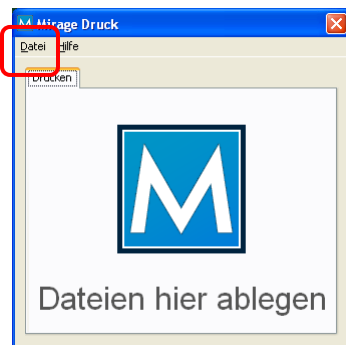 M Mirage Druck
Datei Hilfe
Drucken
M
Dateien hier ablegen